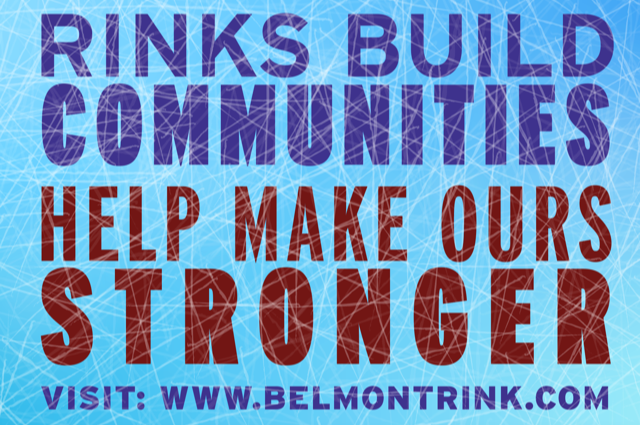 RINKS BUILD
COMMUNITIES
HELP MAKE OURS
STRONGER
VISIT: WWW.BELMONTRINK.COM